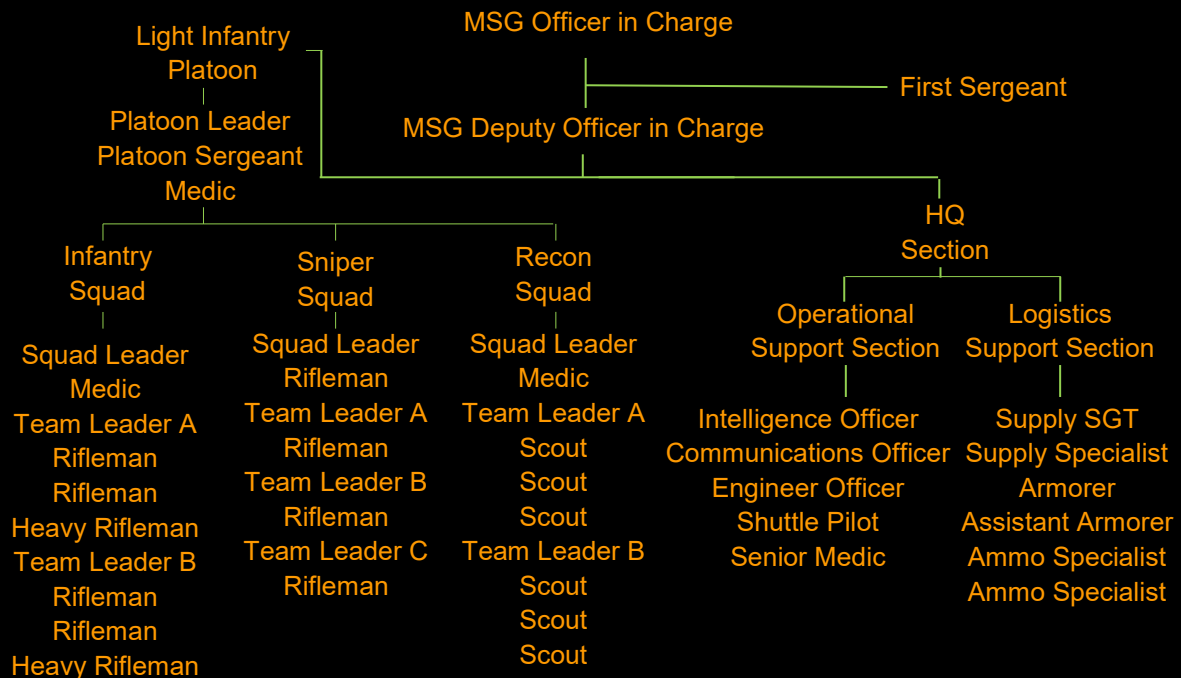 MSG Officer in Charge
First Sergeant
MSG Deputy Officer in Charge
Light Infantry
Platoon
Platoon Leader
Platoon Sergeant
Medic
Infantry
Squad
Squad Leader
Medic
Team Leader A
Rifleman
Rifleman
Heavy Rifleman
Team Leader B
Rifleman
Rifleman
Heavy Rifleman
Sniper
Squad
Squad Leader
Rifleman
Team Leader A
Rifleman
Team Leader B
Rifleman
Team Leader C
Rifleman
Recon
Squad
Squad Leader
Medic
Team Leader A
Scout
Scout
Scout
Team Leader B
Scout
Scout
Scout
HQ
Section
Operational
Support Section
Intelligence Officer
Communications Officer
Engineer Officer
Shuttle Pilot
Senior Medic
Logistics
Support Section
Supply SGT
Supply Specialist
Armorer
Assistant Armorer
Ammo Specialist
Ammo Specialist